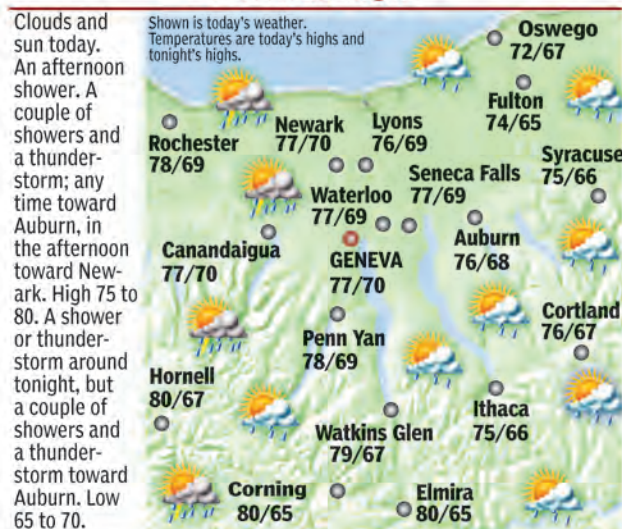 Clouds and
sun today.
An afternoon
shower. A
couple of
showers and
a thunder-
storm; any
time toward
Auburn, in
the afternoon
toward New-
ark. High 75 to
80. A shower
or thunder-
storm around
tonight, but
a couple of
showers and
a thunder-
storm toward
Auburn. Low
65 to 70.
Shown is today's weather.
Temperatures are today's highs and
tonight's highs.
Oswego
72/67
Fulton
74/65
Rochester
78/69
Newark
77/70
Lyons
76/69
Syracuse
75/66
Seneca Falls
77/69
Waterloo
77/69
Auburn
76/68
Canandaigua
77/70
GENEVA
77/70
Cortland
76/67
Penn Yan
78/69
Hornell
80/67
Ithaca
75/66
Watkins Glen
79/67
Corning
80/65
Elmira
80/65